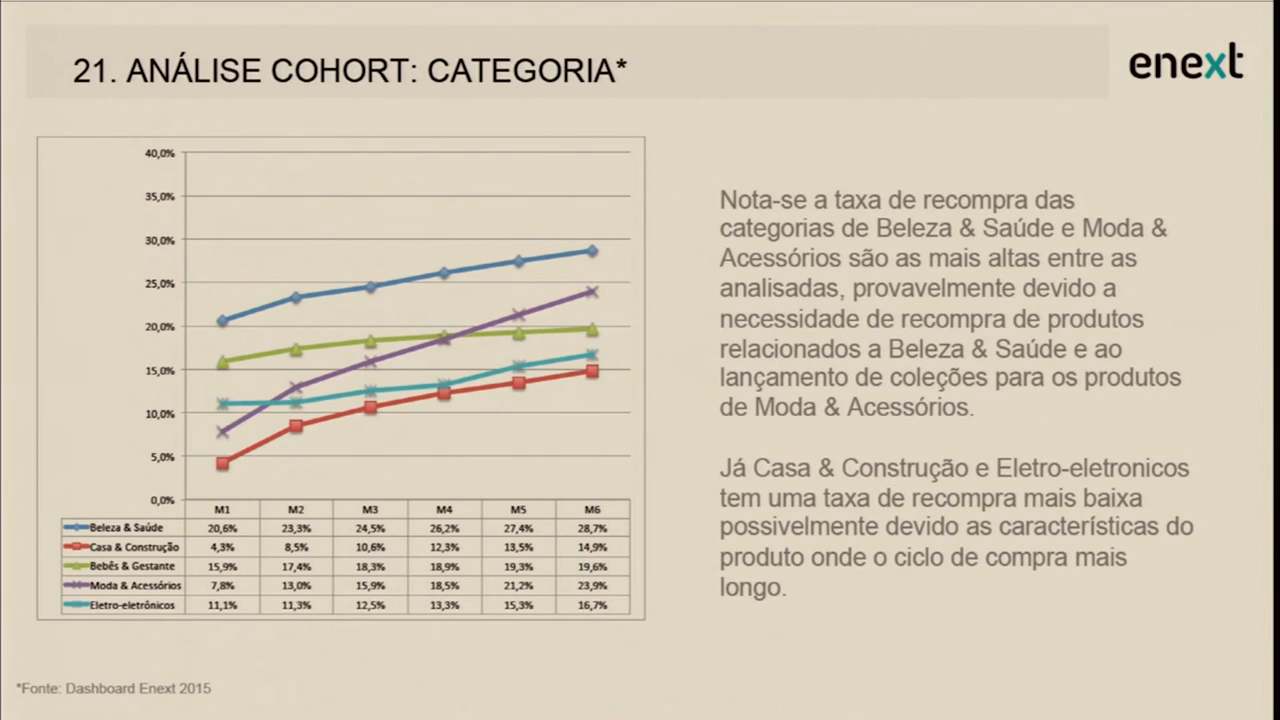 21. ANÁLISE COHORT: CATEGORIA*
enext
40,0%
35,0%
30,0%
25,0%
20,0%
15,0%
10,0%
5,0%
0,0%
M1 M2 M3 M4 M5 M6
Beleza & Saúde 20,6% 23,3% 24,5% 26,2% 27,4% 28,7%
Casa & Construção 4,3% 8,5% 10,6% 12,3% 13,5% 14,9%
Bebês & Gestante 15,9% 17,4% 18,3% 18,9% 19,3% 19,6%
Moda & Acessórios 7,8% 13,0% 15,9% 18,5% 21,2% 23,9%
Eletro-eletrônicos 11,1% 11,3% 12,5% 13,3% 15,3% 16,7%
Nota-se a taxa de recompra das
categorias de Beleza & Saúde e Moda &
Acessórios são as mais altas entre as
analisadas, provavelmente devido a
necessidade de recompra de produtos
relacionados a Beleza & Saúde e ao
lançamento de coleções para os produtos
de Moda & Acessórios.
Já Casa & Construção e Eletro-eletronicos
tem uma taxa de recompra mais baixa
possivelmente devido as características do
produto onde o ciclo de compra mais
longo.
*Fonte: Dashboard Enext 2015